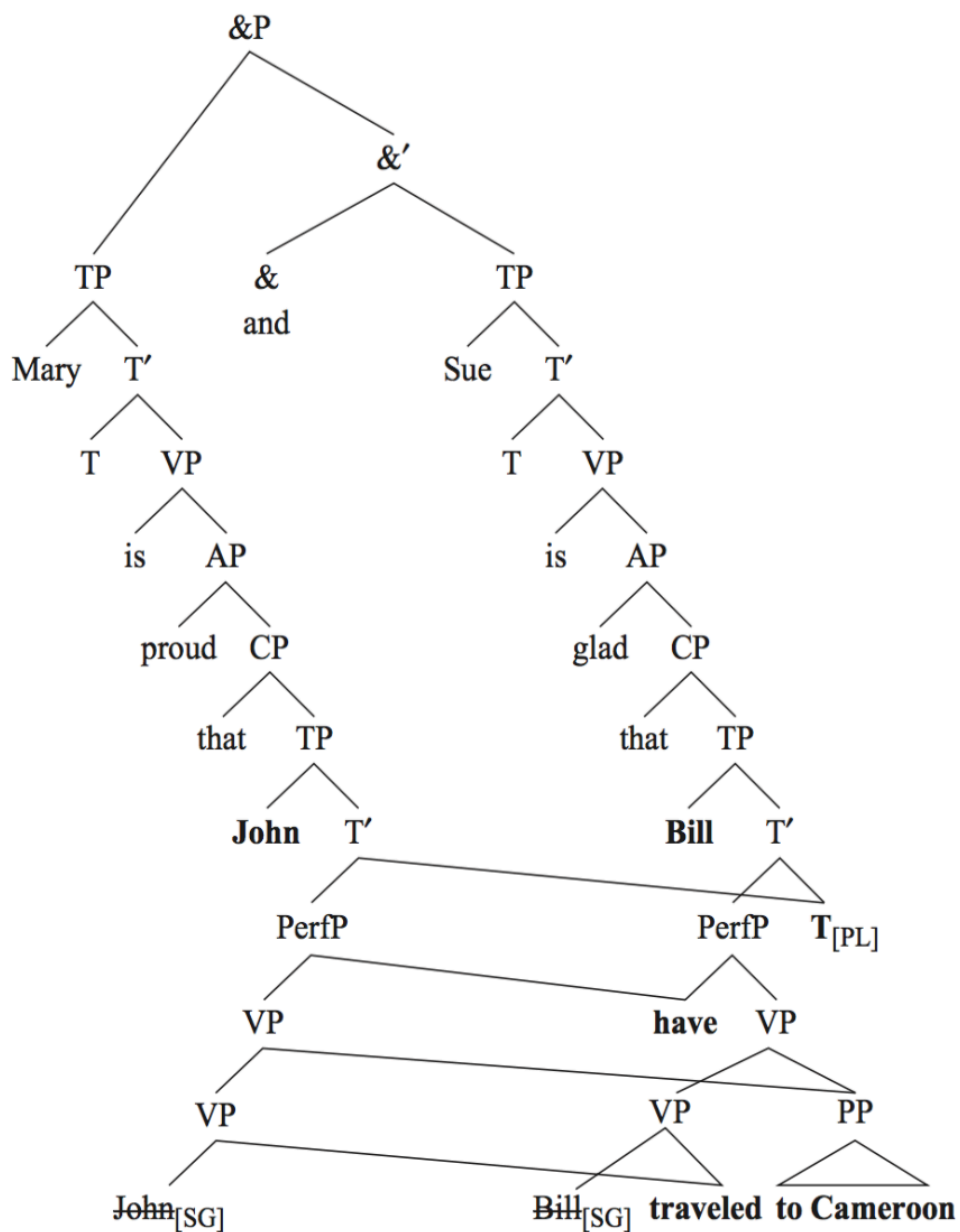 &P
&′
TP & TP
and
Mary T′ Sue T′
T VP T VP
is AP is AP
proud CP glad CP
that TP that TP
John T′ Bill T′
PerfP PerfP T[PL]
VP have VP
VP VP PP
John[SG] Bill[SG] traveled to Cameroon